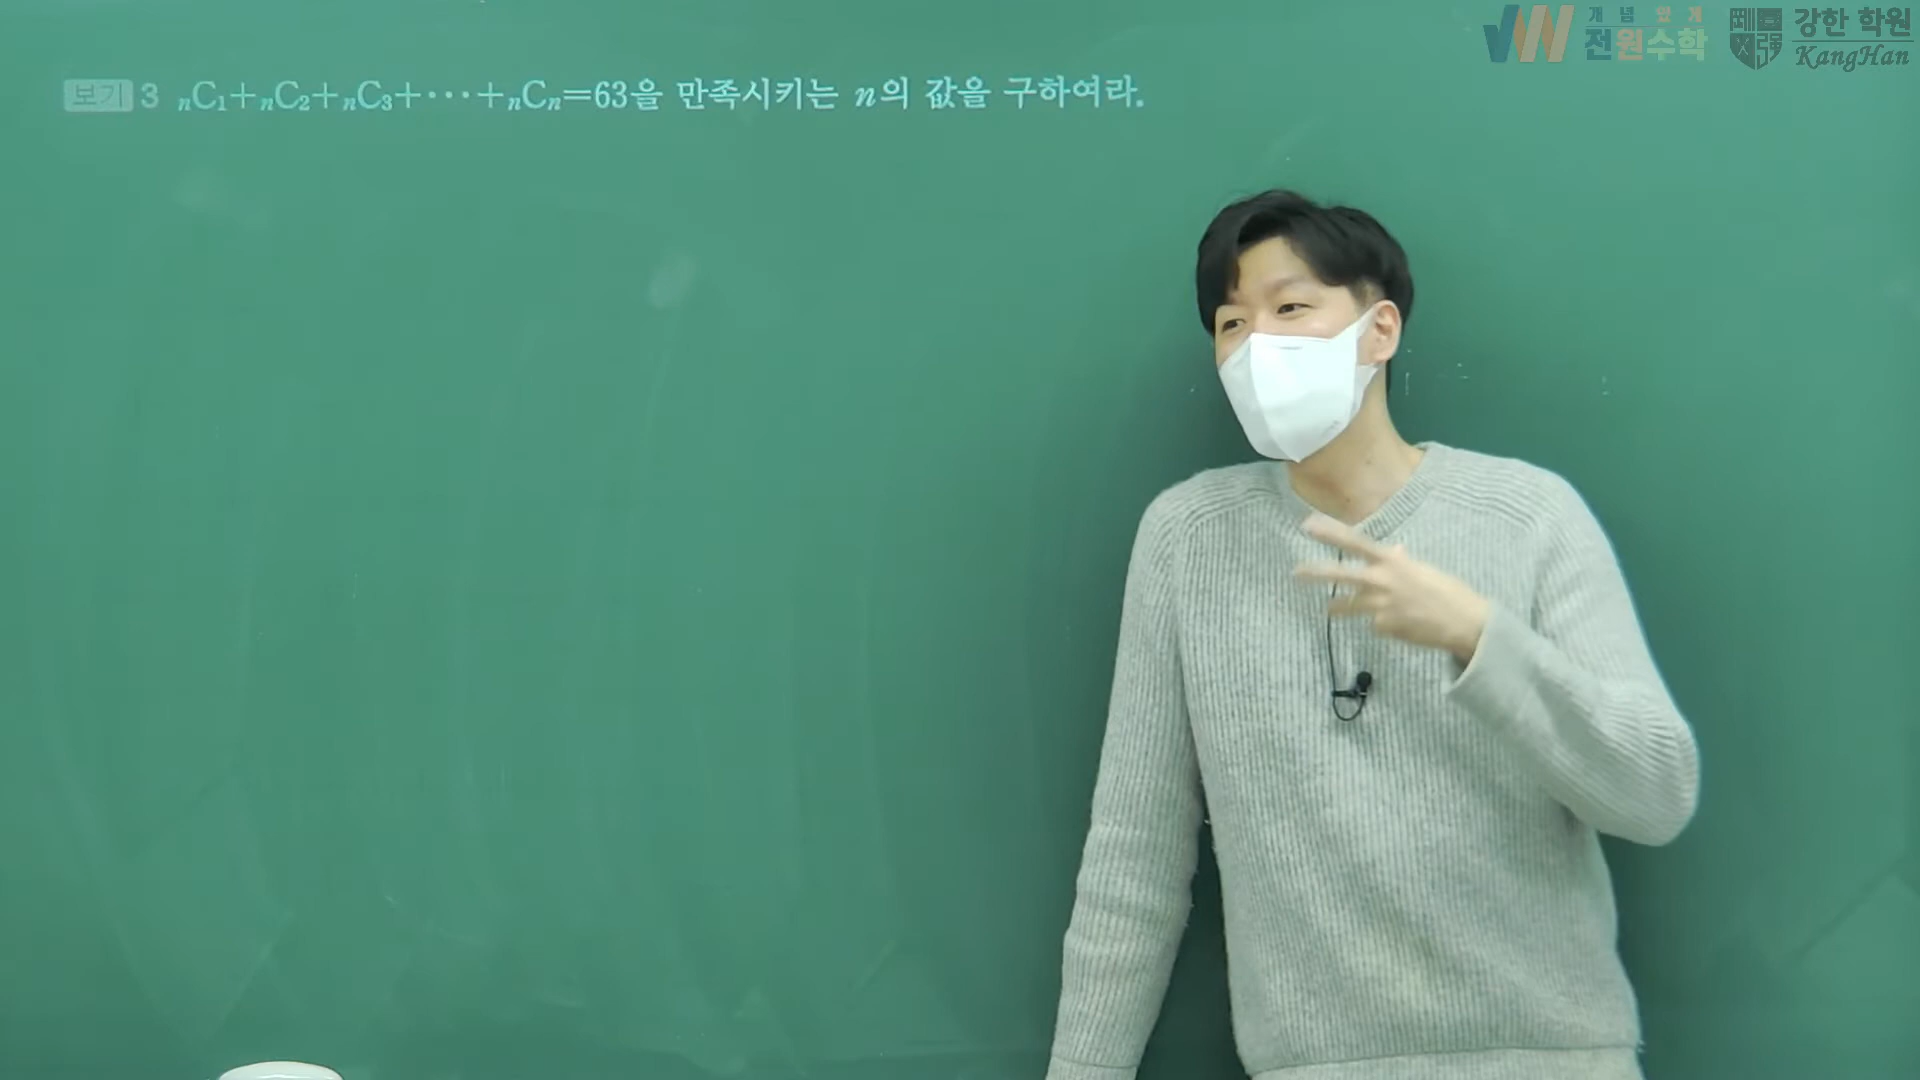 개념있게
전원수학
강한 학원
KangHan
보기 3 ₙC₁+ₙC₂+ₙC₃+⋯+ₙCₙ=63을 만족시키는 n의 값을 구하여라.